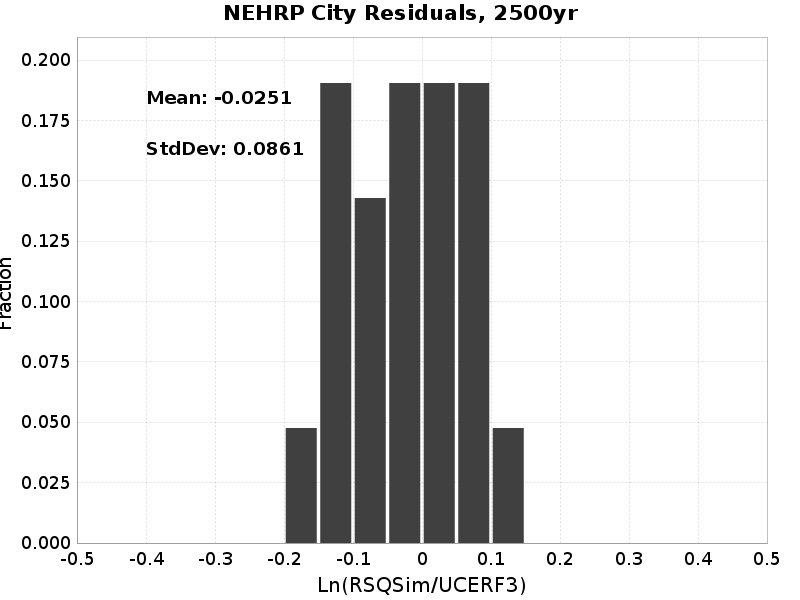 NEHRP City Residuals, 2500yr
Mean: -0.0251
StdDev: 0.0861
0.200
0.175
0.150
0.125
0.100
0.075
0.050
0.025
0.000
Fraction
-0.5 -0.4 -0.3 -0.2 -0.1 0 0.1 0.2 0.3 0.4 0.5
Ln(RSQSim/UCERF3)